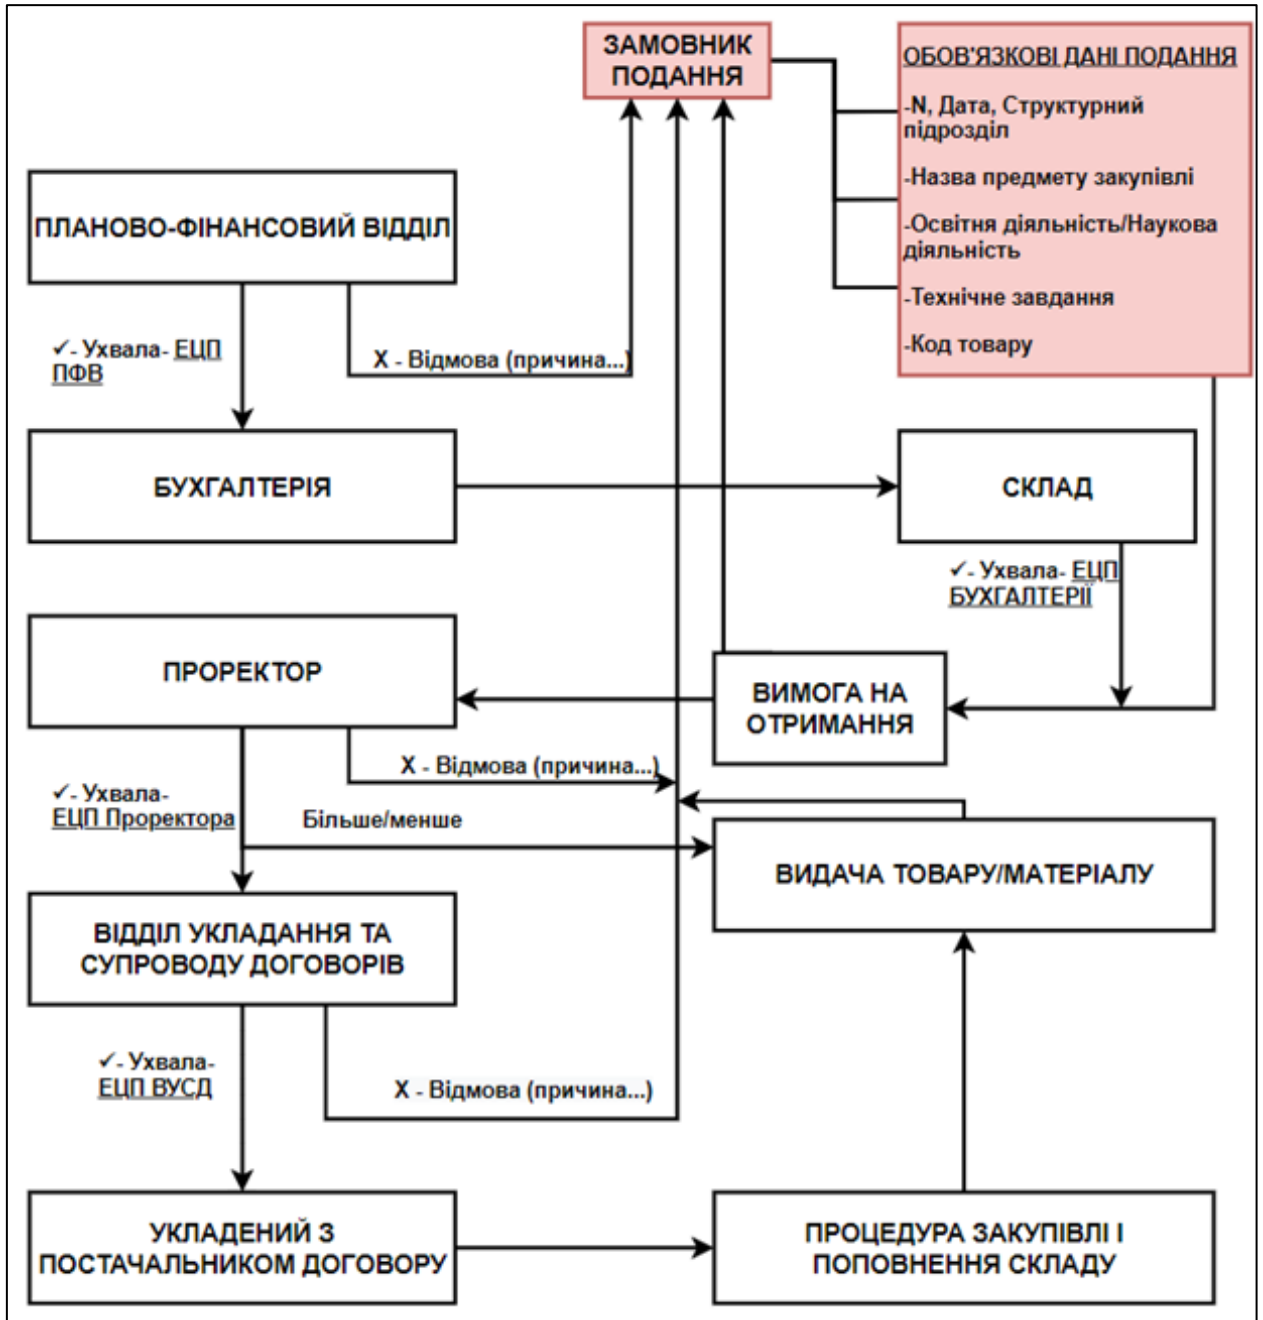 ЗАМОВНИК
ПОДАННЯ
ОБОВ'ЯЗКОВІ ДАНІ ПОДАННЯ
-N, Дата, Структурний
підрозділ
-Назва предмету закупівлі
-Освітня діяльність/Наукова
діяльність
-Технічне завдання
-Код товару
ПЛАНОВО-ФІНАНСОВИЙ ВІДДІЛ
✓- Ухвала- ЕЦП
ПФВ
X - Відмова (причина...)
БУХГАЛТЕРІЯ
СКЛАД
✓- Ухвала- ЕЦП
БУХГАЛТЕРІЇ
ПРОРЕКТОР
ВИМОГА НА
ОТРИМАННЯ
X - Відмова (причина...)
✓- Ухвала-
ЕЦП Проректора
Більше/менше
ВИДАЧА ТОВАРУ/МАТЕРІАЛУ
ВІДДІЛ УКЛАДАННЯ ТА
СУПРОВОДУ ДОГОВОРІВ
✓- Ухвала-
ЕЦП ВУСД
X - Відмова (причина...)
УКЛАДЕНИЙ З
ПОСТАЧАЛЬНИКОМ ДОГОВОРУ
ПРОЦЕДУРА ЗАКУПІВЛІ І
ПОПОВНЕННЯ СКЛАДУ